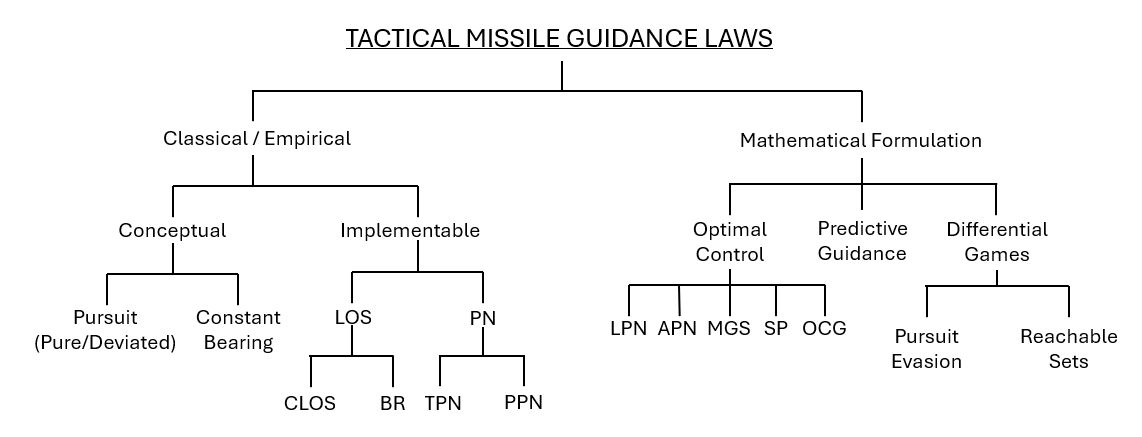 TACTICAL MISSILE GUIDANCE LAWS
Classical / Empirical
Mathematical Formulation
Conceptual
Implementable
Optimal
Control
Predictive
Guidance
Differential
Games
Pursuit
(Pure/Deviated)
Constant
Bearing
LOS
PN
LPN
APN
MGS
SP
OCG
Pursuit
Evasion
Reachable
Sets
CLOS
BR
TPN
PPN